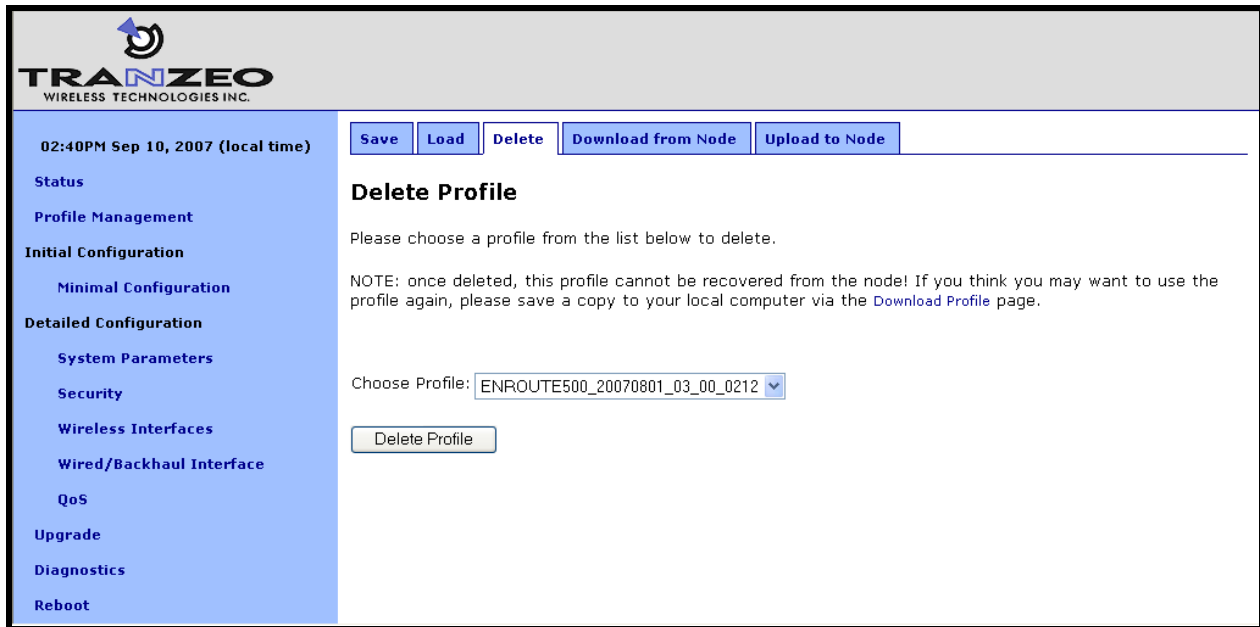 TRANZEO
WIRELESS TECHNOLOGIES INC.
02:40PM Sep 10, 2007 (local time)
Status
Profile Management
Initial Configuration
Minimal Configuration
Detailed Configuration
System Parameters
Security
Wireless Interfaces
Wired/Backhaul Interface
QoS
Upgrade
Diagnostics
Reboot
Save Load Delete Download from Node Upload to Node
Delete Profile
Please choose a profile from the list below to delete.
NOTE: once deleted, this profile cannot be recovered from the node! If you think you may want to use the
profile again, please save a copy to your local computer via the Download Profile page.
Choose Profile: ENROUTE500_20070801_03_00_0212
Delete Profile